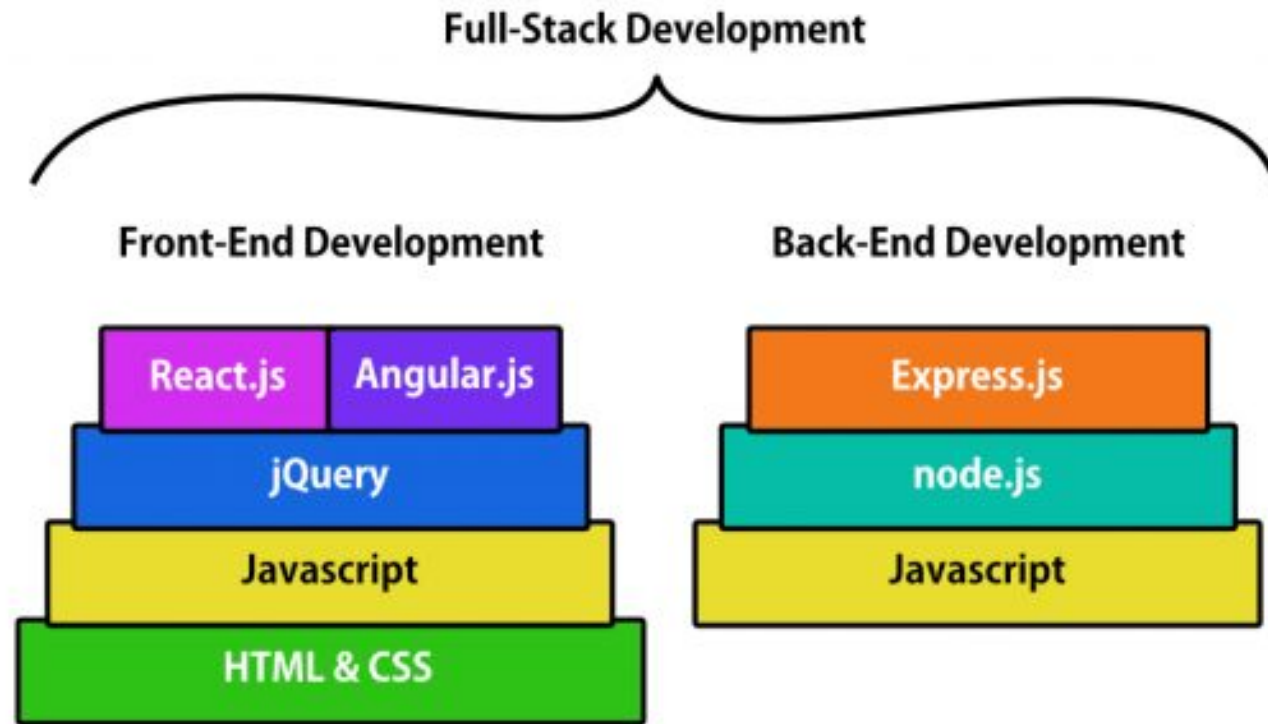 Full-Stack Development
Front-End Development
React.js
Angular.js
jQuery
Javascript
HTML & CSS
Back-End Development
Express.js
node.js
Javascript